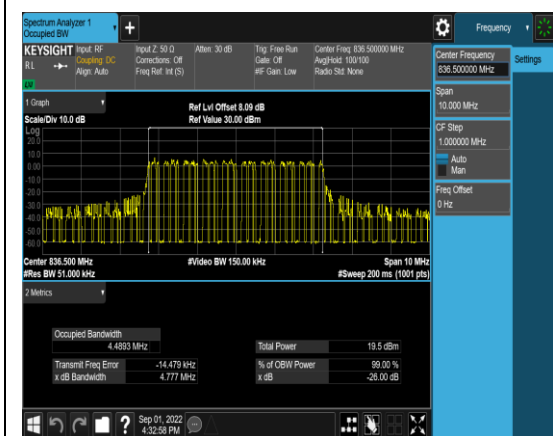 Spectrum Analyzer 1
Occupied BW
Frequency
KEYSIGHT
RL
Input: RF
Coupling: DC
Align: Auto
Input Z: 50 Ω
Corrections: Off
Freq Ref: Int (S)
Atten: 30 dB
Trig: Free Run
Gate: Off
#IF Gain: Low
Center Freq: 836.500000 MHz
Avg|Hold: 100/100
Radio Std: None
Center Frequency
836.500000 MHz
Settings
Span
10.000 MHz
CF Step
1.000000 MHz
Auto
Man
Freq Offset
0 Hz
1 Graph
Scale/Div 10.0 dB
Ref Lvl Offset 8.09 dB
Ref Value 30.00 dBm
Log
20.0
10.0
0.00
-10.0
-20.0
-30.0
-40.0
-50.0
-60.0
Center 836.500 MHz
#Res BW 51.000 kHz
#Video BW 150.00 kHz
Span 10 MHz
#Sweep 200 ms (1001 pts)
2 Metrics
Occupied Bandwidth
4.4893 MHz
Total Power 19.5 dBm
Transmit Freq Error -14.479 kHz
% of OBW Power 99.00 %
x dB Bandwidth 4.777 MHz
x dB -26.00 dB
?
Sep 01, 2022
4:32:58 PM